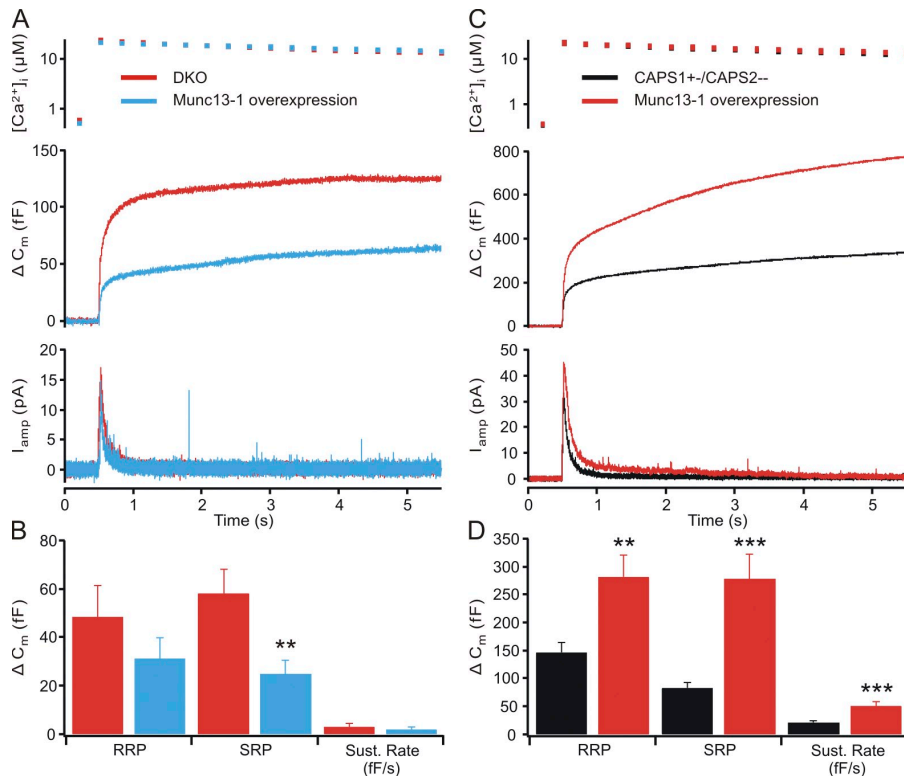 A
[Ca²⁺]ᵢ (µM)
10
1
DKO
Munc13-1 overexpression
Δ Cₘ (fF)
150
100
50
0
I_amp (pA)
20
15
10
5
0
0 1 2 3 4 5
Time (s)
B
Δ Cₘ (fF)
80
60
40
20
0
**
RRP SRP Sust. Rate
(fF/s)
C
[Ca²⁺]ᵢ (µM)
10
1
CAPS1+-/CAPS2--
Munc13-1 overexpression
Δ Cₘ (fF)
800
600
400
200
0
I_amp (pA)
50
40
30
20
10
0
0 1 2 3 4 5
Time (s)
D
Δ Cₘ (fF)
350
300
250
200
150
100
50
0
** *** ***
RRP SRP Sust. Rate
(fF/s)